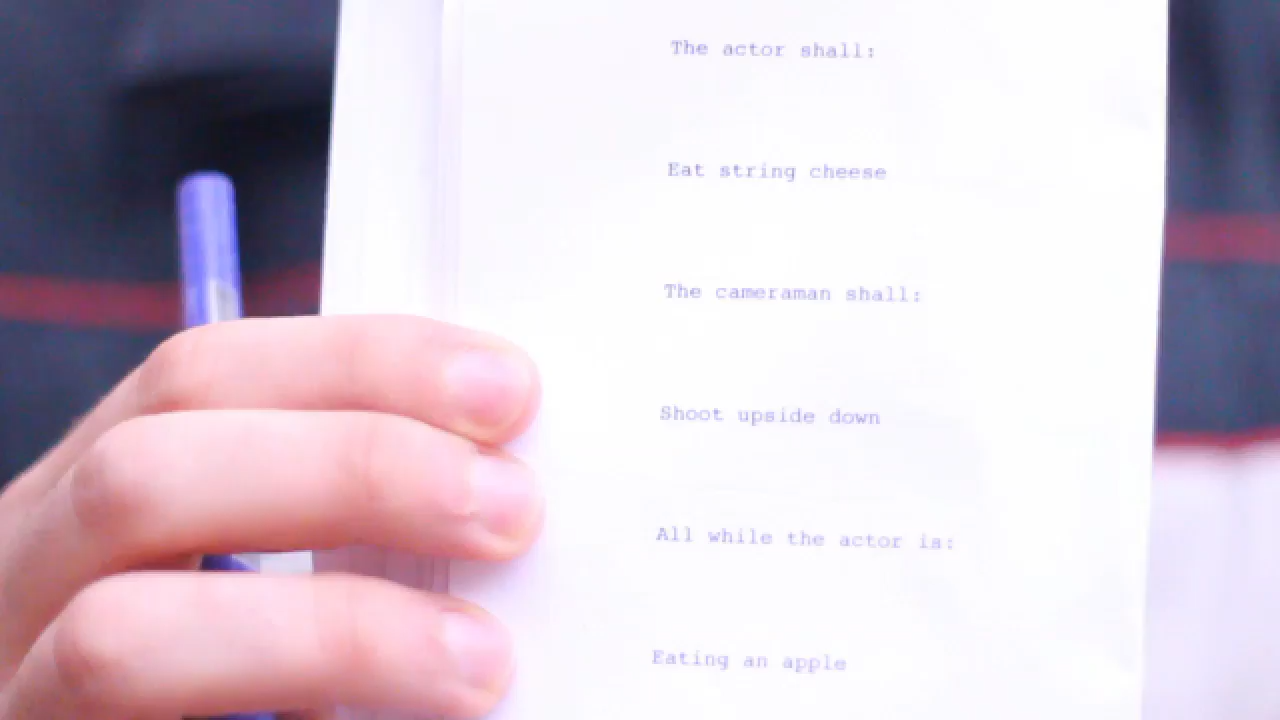 The actor shall:
Eat string cheese
The cameraman shall:
Shoot upside down
All while the actor is:
Eating an apple